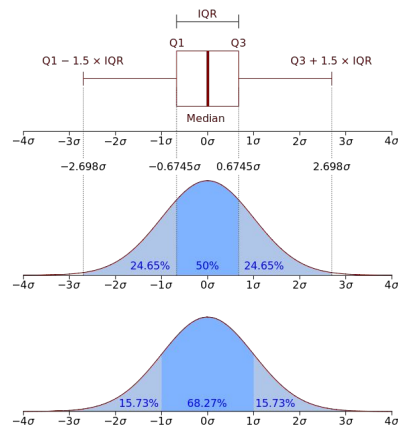 IQR
Q1 Q3
Q1 − 1.5 × IQR Q3 + 1.5 × IQR
Median
−4σ −3σ −2σ −1σ 0σ 1σ 2σ 3σ 4σ
−2.698σ −0.6745σ 0.6745σ 2.698σ
24.65% 50% 24.65%
−4σ −3σ −2σ −1σ 0σ 1σ 2σ 3σ 4σ
15.73% 68.27% 15.73%
−4σ −3σ −2σ −1σ 0σ 1σ 2σ 3σ 4σ